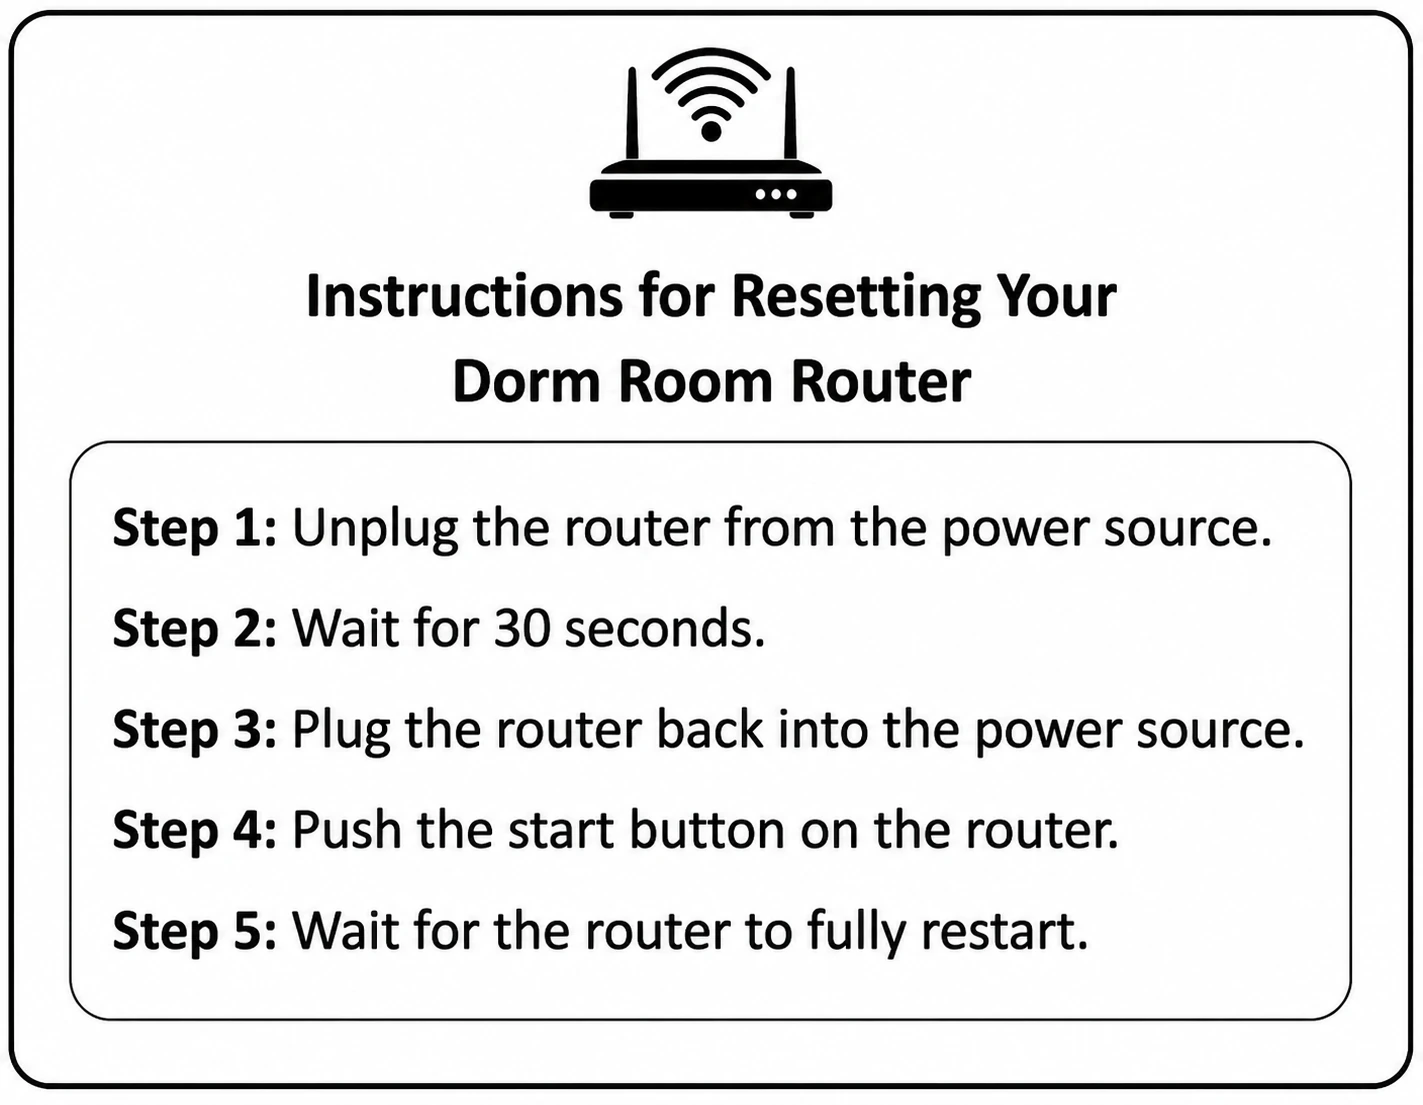 Instructions for Resetting Your
Dorm Room Router
Step 1: Unplug the router from the power source.
Step 2: Wait for 30 seconds.
Step 3: Plug the router back into the power source.
Step 4: Push the start button on the router.
Step 5: Wait for the router to fully restart.